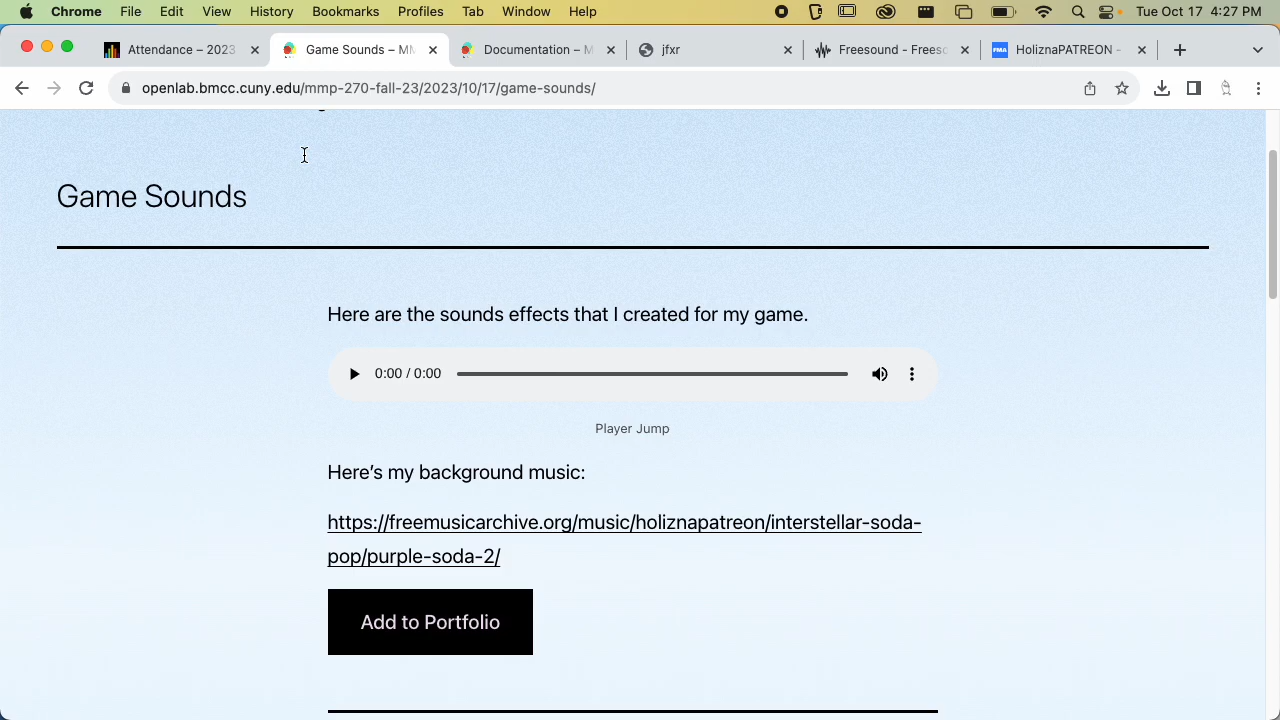 Chrome File Edit View History Bookmarks Profiles Tab Window Help Tue Oct 17 4:27 PM
Attendance – 2023 Game Sounds – MM Documentation – M jfxr Freesound - Freeso FMA HoliznaPATREON -
openlab.bmcc.cuny.edu/mmp-270-fall-23/2023/10/17/game-sounds/
Game Sounds
Here are the sounds effects that I created for my game.
0:00 / 0:00
Player Jump
Here’s my background music:
https://freemusicarchive.org/music/holiznapatreon/interstellar-soda-
pop/purple-soda-2/
Add to Portfolio